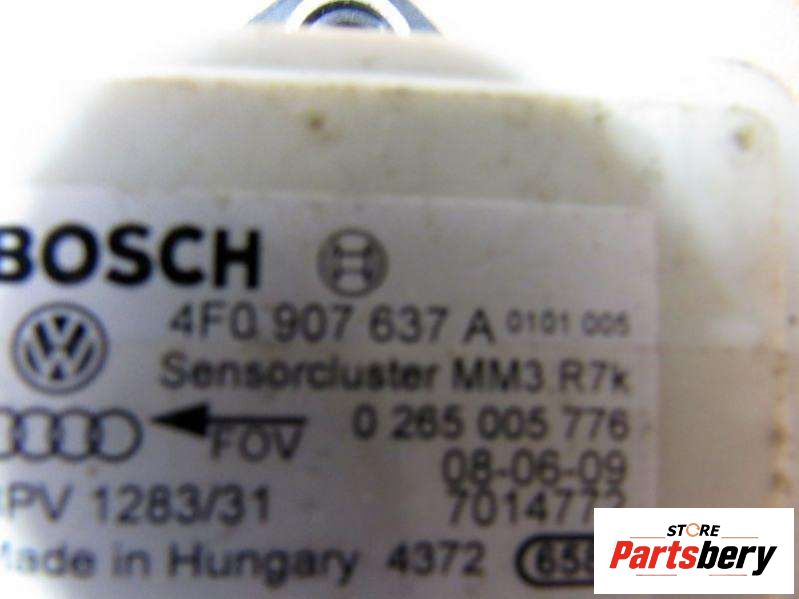 BOSCH
4F0 907 637 A 0101 005
Sensorcluster MM3.R7k
FOV 0 265 005 776
08-06-09
PV 1283/31 7014772
Made in Hungary 4372
STORE
Partsbery